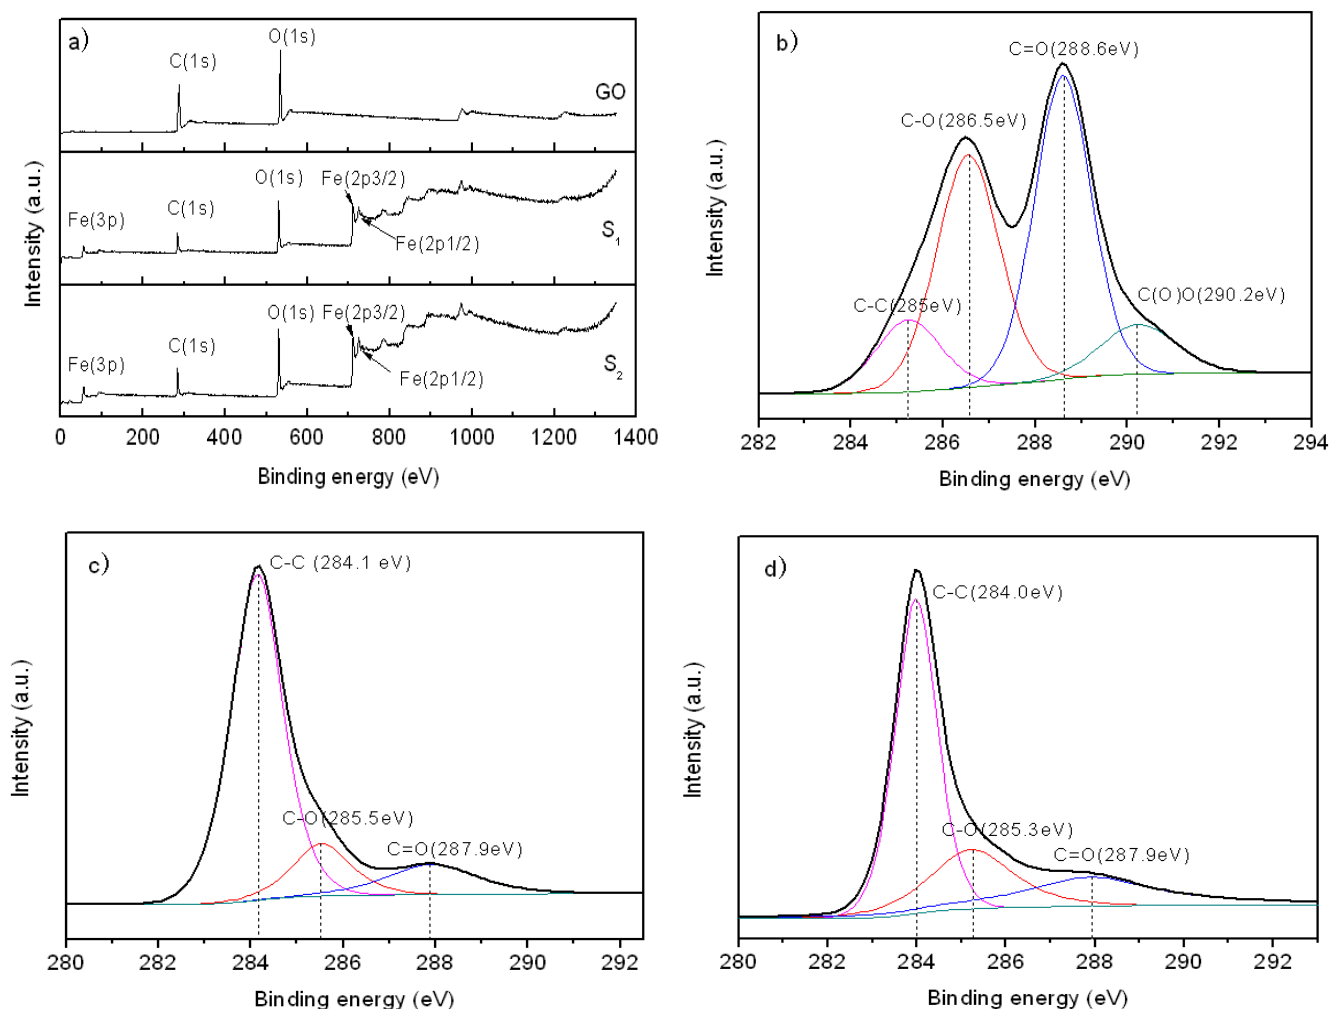 a)
O(1s)
C(1s)
GO
Fe(2p3/2)
O(1s)
C(1s)
Fe(3p)
S1
Fe(2p1/2)
O(1s) Fe(2p3/2)
C(1s)
Fe(3p)
S2
Fe(2p1/2)
Intensity (a.u.)
0 200 400 600 800 1000 1200 1400
Binding energy (eV)
b)
C=O(288.6eV)
C-O(286.5eV)
C-C(285eV)
C(O)O(290.2eV)
Intensity (a.u.)
282 284 286 288 290 292 294
Binding energy (eV)
c)
C-C (284.1 eV)
C-O(285.5eV)
C=O(287.9eV)
Intensity (a.u.)
280 282 284 286 288 290 292
Binding energy (eV)
d)
C-C(284.0eV)
C-O(285.3eV)
C=O(287.9eV)
Intensity (a.u.)
280 282 284 286 288 290 292
Binding energy (eV)